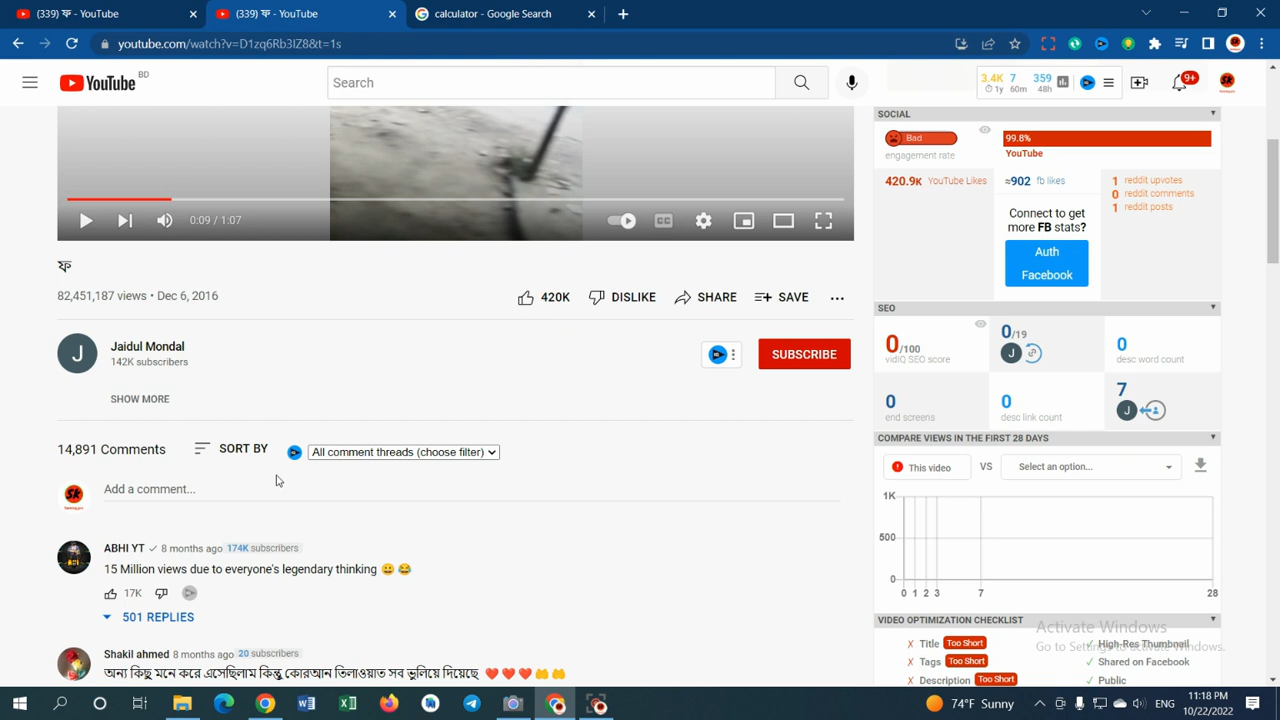 (339) ফ - YouTube
(339) ফ - YouTube
calculator - Google Search
youtube.com/watch?v=D1zq6Rb3IZ8&t=1s
YouTube BD
Search
3.4K 7 359
1y 60m 48h
9+
SOCIAL
Bad
engagement rate
99.8%
YouTube
420.9K YouTube Likes
≈902 fb likes
1 reddit upvotes
0 reddit comments
1 reddit posts
Connect to get
more FB stats?
Auth
Facebook
0:09 / 1:07
CC
ফ
82,451,187 views • Dec 6, 2016
420K
DISLIKE
SHARE
SAVE
J
Jaidul Mondal
142K subscribers
SUBSCRIBE
SHOW MORE
SEO
0/100
vidIQ SEO score
0/19
J
0
desc word count
0
end screens
0
desc link count
7
J
14,891 Comments
SORT BY
All comment threads (choose filter)
SK
Add a comment...
COMPARE VIEWS IN THE FIRST 28 DAYS
This video
VS
Select an option...
1K
500
0
0 1 2 3 7 28
ABHI YT 8 months ago 174K subscribers
15 Million views due to everyone's legendary thinking 😀 😂
17K
501 REPLIES
Shakil ahmed 8 months ago 20 subscribers
অন্য কিছু মনে করে এসেছিলাম কিন্তু কোরআন তিলাওয়াত সব ভুলিয়ে দিয়েছে ❤️❤️❤️🤲🤲
VIDEO OPTIMIZATION CHECKLIST
✗ Title Too Short
✓ High-Res Thumbnail
✗ Tags Too Short
✓ Shared on Facebook
✗ Description Too Short
✓ Public
Activate Windows
Go to Settings to activate Windows.
74°F Sunny
ENG
11:18 PM
10/22/2022